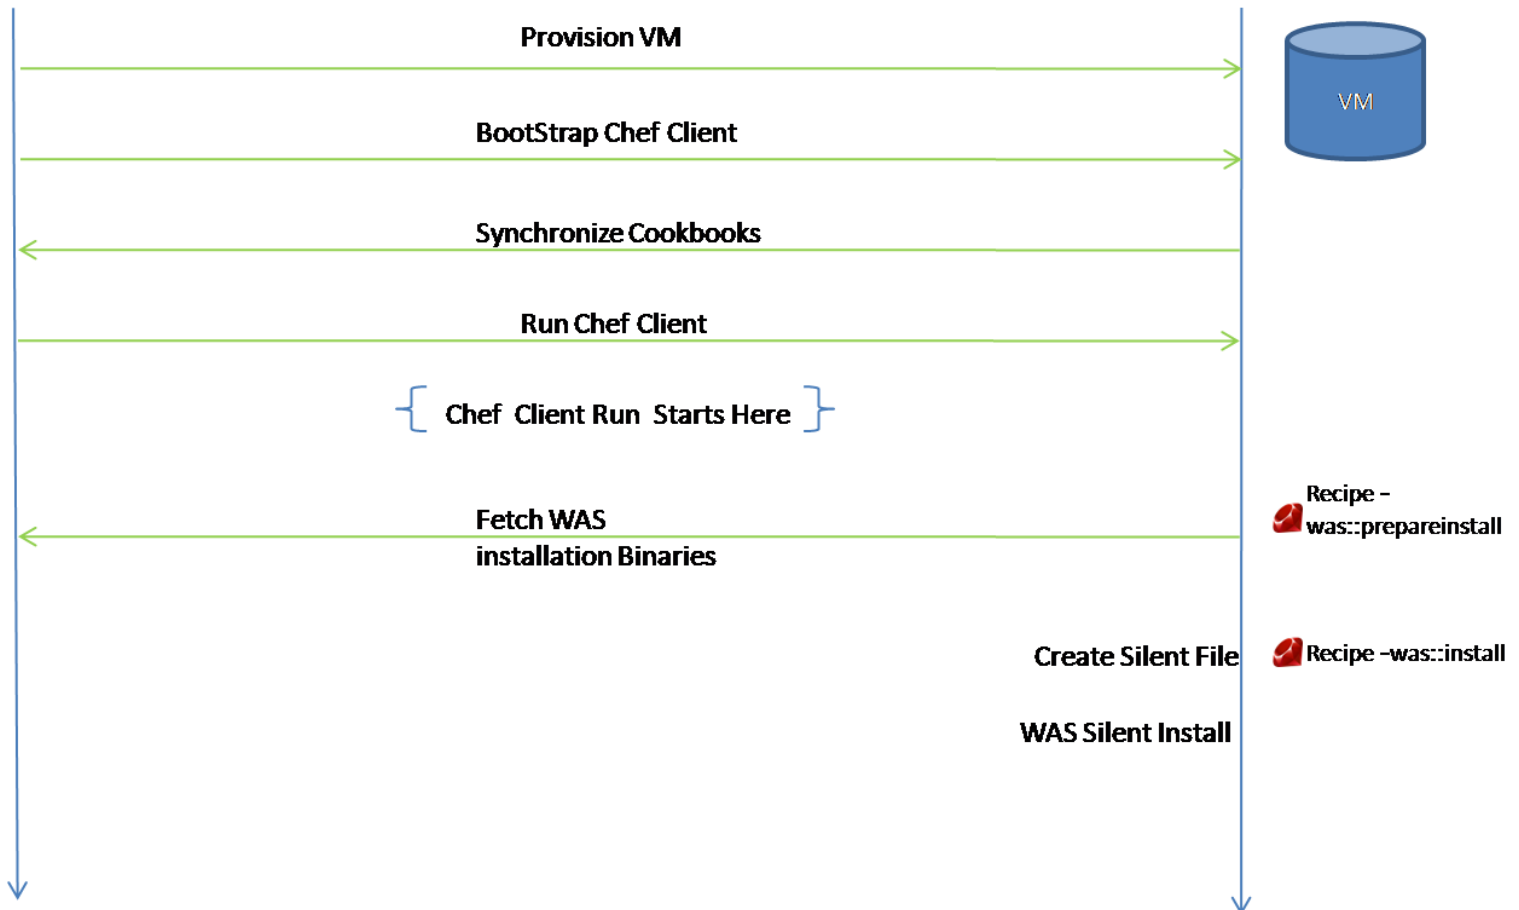 Provision VM
VM
BootStrap Chef Client
Synchronize Cookbooks
Run Chef Client
Chef Client Run Starts Here
Recipe -
was::prepareinstall
Fetch WAS
installation Binaries
Create Silent File
Recipe -was::install
WAS Silent Install